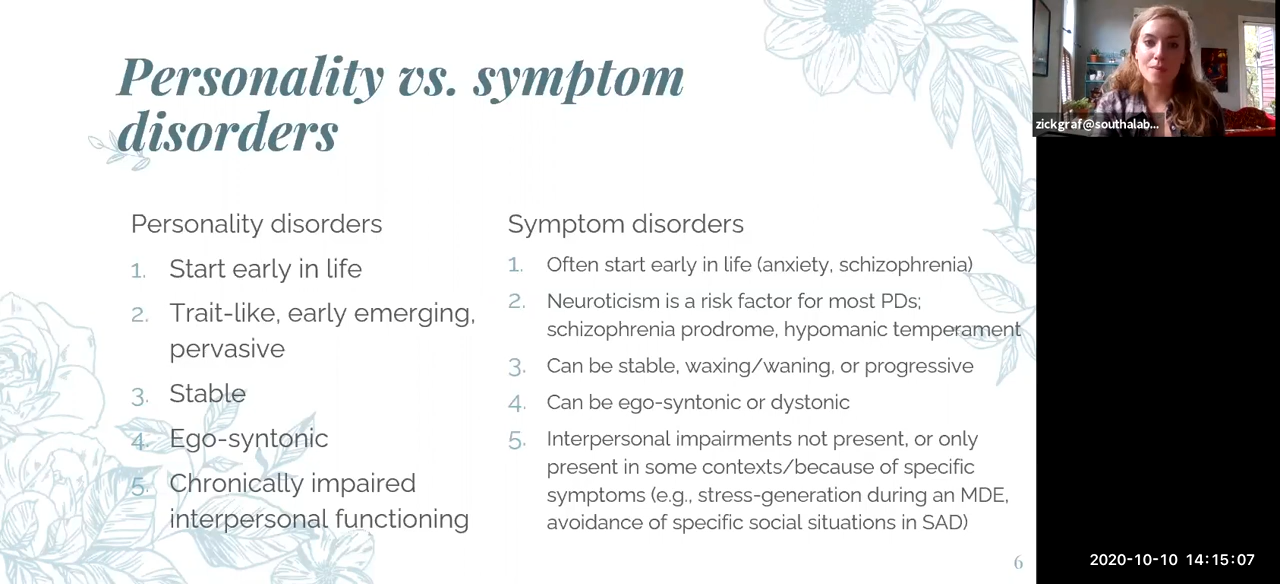 Personality vs. symptom
disorders
Personality disorders
1. Start early in life
2. Trait-like, early emerging,
pervasive
3. Stable
4. Ego-syntonic
5. Chronically impaired
interpersonal functioning
Symptom disorders
1. Often start early in life (anxiety, schizophrenia)
2. Neuroticism is a risk factor for most PDs;
schizophrenia prodrome, hypomanic temperament
3. Can be stable, waxing/waning, or progressive
4. Can be ego-syntonic or dystonic
5. Interpersonal impairments not present, or only
present in some contexts/because of specific
symptoms (e.g., stress-generation during an MDE,
avoidance of specific social situations in SAD)
6
zickgraf@southalab...
2020-10-10 14:15:07